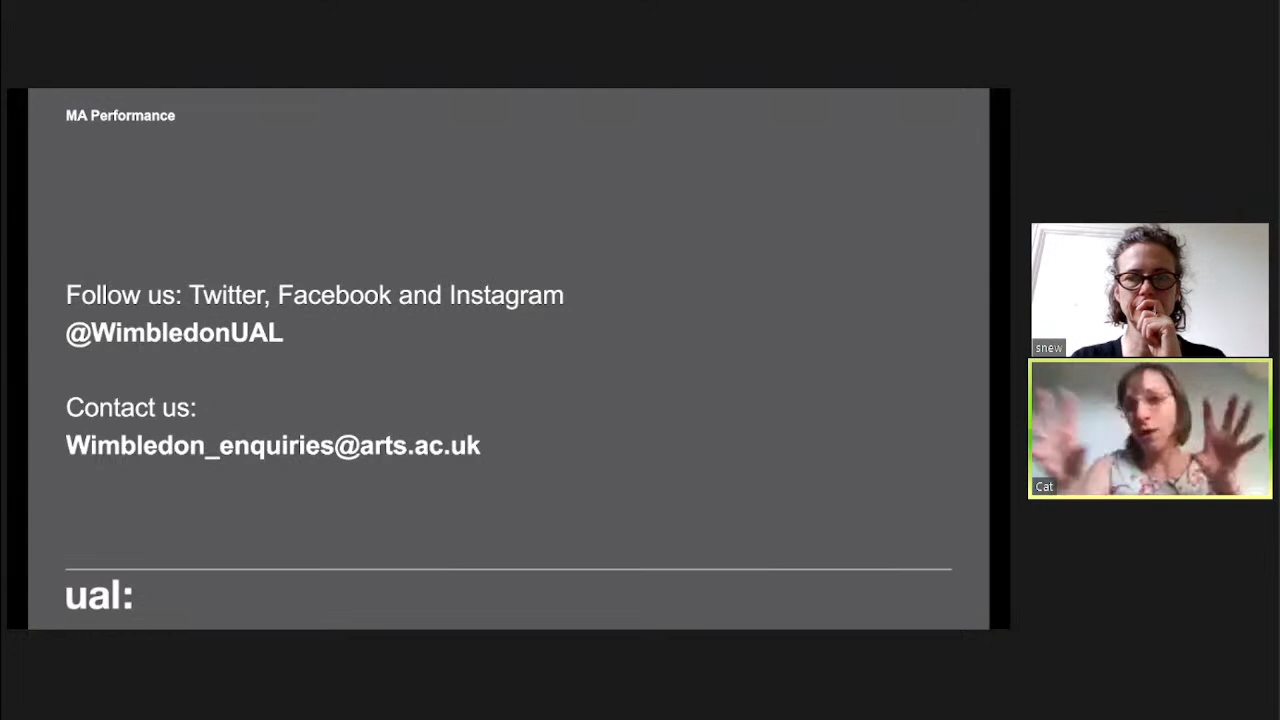 MA Performance
Follow us: Twitter, Facebook and Instagram
@WimbledonUAL
Contact us:
Wimbledon_enquiries@arts.ac.uk
ual:
snew
Cat